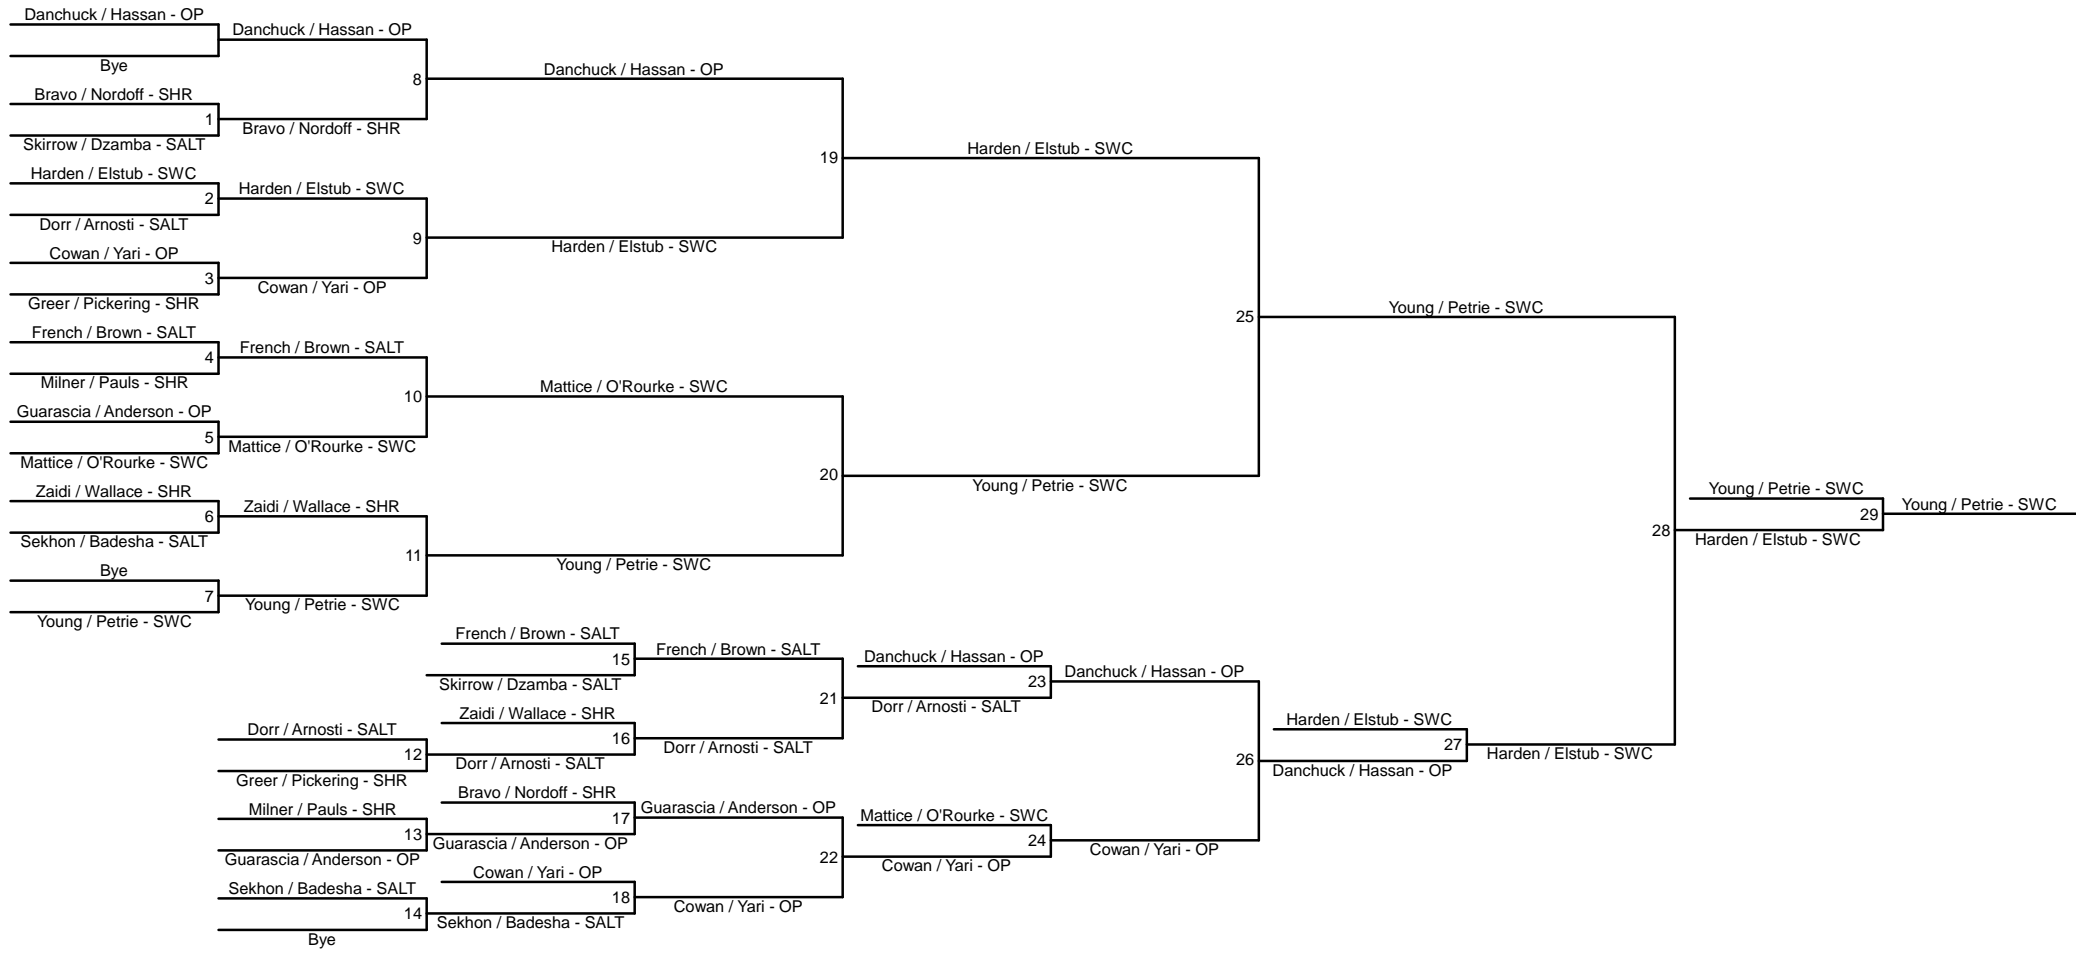 Danchuck / Hassan - OP
Bye
Danchuck / Hassan - OP
8
Bravo / Nordoff - SHR
1
Skirrow / Dzamba - SALT
Bravo / Nordoff - SHR
Danchuck / Hassan - OP
19
Harden / Elstub - SWC
2
Dorr / Arnosti - SALT
Harden / Elstub - SWC
9
Cowan / Yari - OP
3
Greer / Pickering - SHR
Cowan / Yari - OP
Harden / Elstub - SWC
Harden / Elstub - SWC
25
French / Brown - SALT
4
Milner / Pauls - SHR
French / Brown - SALT
10
Guarascia / Anderson - OP
5
Mattice / O'Rourke - SWC
Mattice / O'Rourke - SWC
Mattice / O'Rourke - SWC
20
Zaidi / Wallace - SHR
6
Sekhon / Badesha - SALT
Zaidi / Wallace - SHR
11
Bye
7
Young / Petrie - SWC
Young / Petrie - SWC
Young / Petrie - SWC
Young / Petrie - SWC
Young / Petrie - SWC
28
Young / Petrie - SWC
29
Harden / Elstub - SWC
Young / Petrie - SWC
French / Brown - SALT
15
Skirrow / Dzamba - SALT
French / Brown - SALT
21
Dorr / Arnosti - SALT
12
Greer / Pickering - SHR
Zaidi / Wallace - SHR
16
Dorr / Arnosti - SALT
Dorr / Arnosti - SALT
Danchuck / Hassan - OP
23
Dorr / Arnosti - SALT
Danchuck / Hassan - OP
26
Milner / Pauls - SHR
13
Guarascia / Anderson - OP
Bravo / Nordoff - SHR
17
Guarascia / Anderson - OP
Guarascia / Anderson - OP
22
Sekhon / Badesha - SALT
14
Bye
Cowan / Yari - OP
18
Sekhon / Badesha - SALT
Cowan / Yari - OP
Mattice / O'Rourke - SWC
24
Cowan / Yari - OP
Cowan / Yari - OP
Harden / Elstub - SWC
27
Danchuck / Hassan - OP
Harden / Elstub - SWC